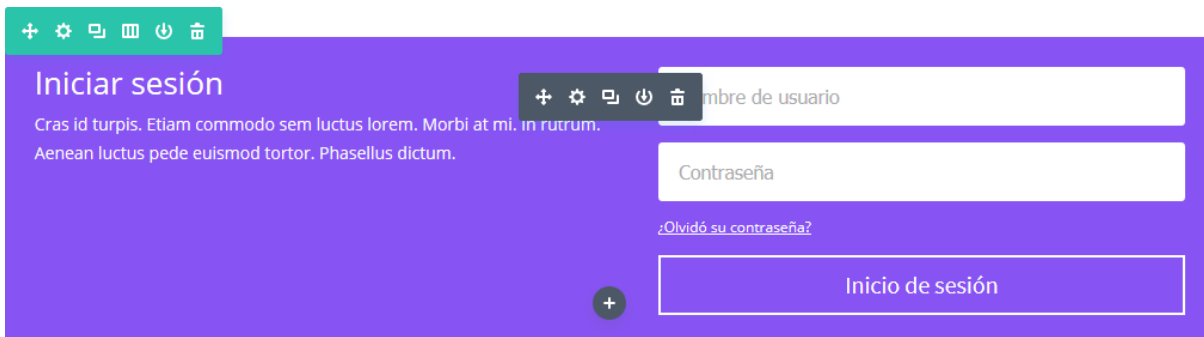 Iniciar sesión
Cras id turpis. Etiam commodo sem luctus lorem. Morbi at mi. In rutrum.
Aenean luctus pede euismod tortor. Phasellus dictum.
mbre de usuario
Contraseña
¿Olvidó su contraseña?
Inicio de sesión